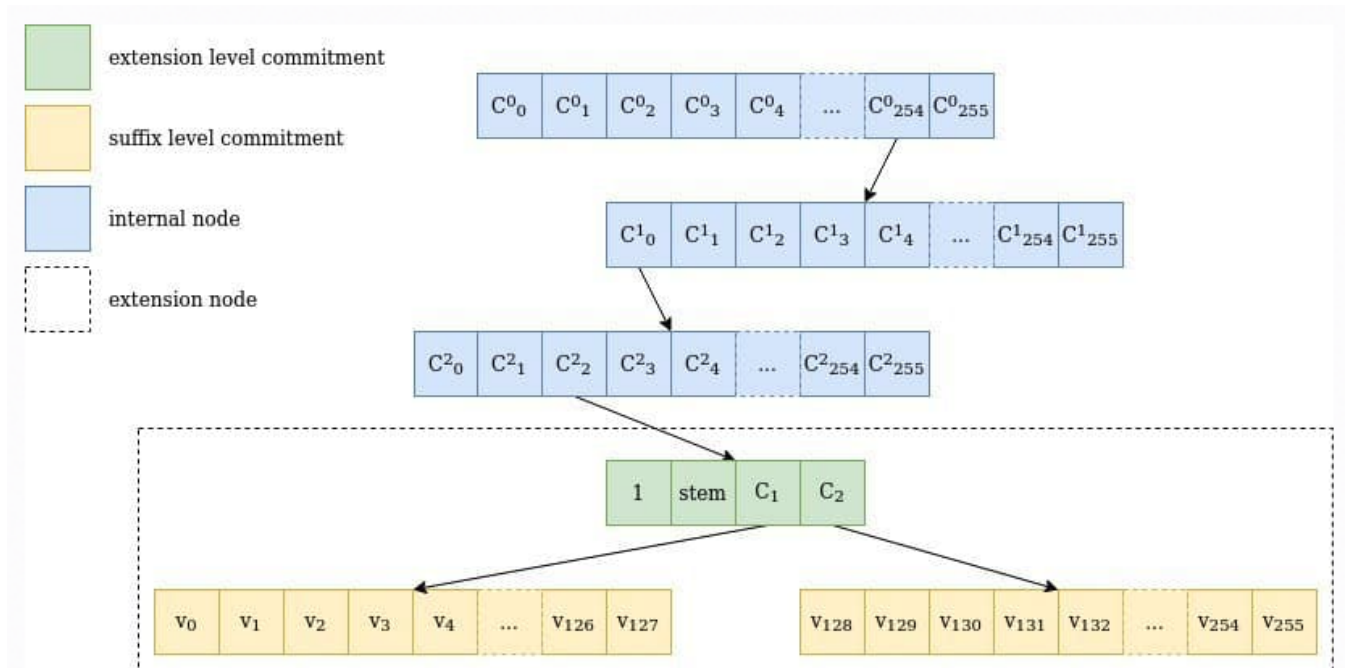 extension level commitment
suffix level commitment
internal node
extension node
C⁰₀ C⁰₁ C⁰₂ C⁰₃ C⁰₄ ... C⁰₂₅₄ C⁰₂₅₅
C¹₀ C¹₁ C¹₂ C¹₃ C¹₄ ... C¹₂₅₄ C¹₂₅₅
C²₀ C²₁ C²₂ C²₃ C²₄ ... C²₂₅₄ C²₂₅₅
1 stem C₁ C₂
v₀ v₁ v₂ v₃ v₄ ... v₁₂₆ v₁₂₇
v₁₂₈ v₁₂₉ v₁₃₀ v₁₃₁ v₁₃₂ ... v₂₅₄ v₂₅₅